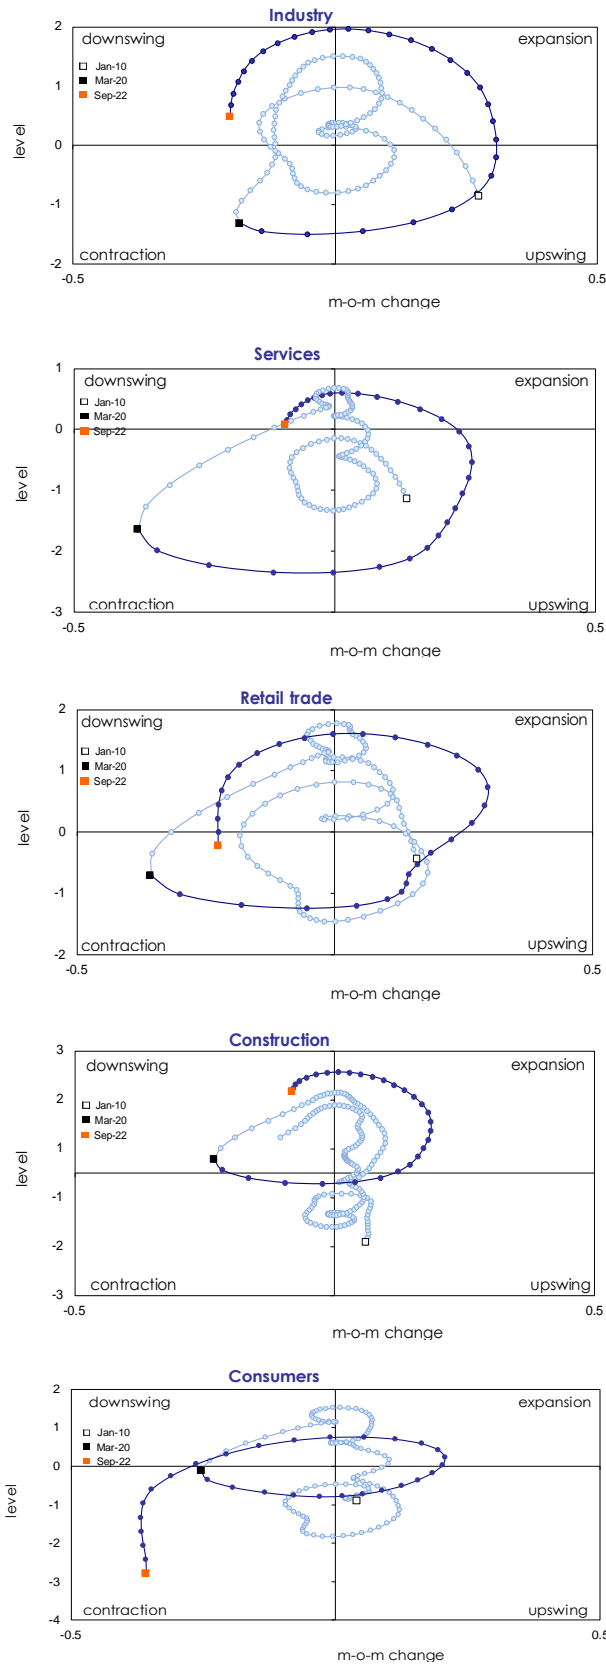 Industry
2
downswing
expansion
Jan-10
Mar-20
Sep-22
1
level
0
-1
contraction
upswing
-2
-0.5
0.5
m-o-m change
Services
1
downswing
expansion
Jan-10
Mar-20
Sep-22
0
level
-1
-2
contraction
upswing
-3
-0.5
0.5
m-o-m change
Retail trade
2
downswing
expansion
Jan-10
Mar-20
Sep-22
1
level
0
-1
contraction
upswing
-2
-0.5
0.5
m-o-m change
Construction
3
downswing
expansion
Jan-10
Mar-20
Sep-22
2
level
1
-1
-2
contraction
upswing
-3
-0.5
0.5
m-o-m change
Consumers
2
downswing
expansion
Jan-10
Mar-20
Sep-22
1
0
level
-1
-2
-3
contraction
upswing
-4
-0.5
0.5
m-o-m change